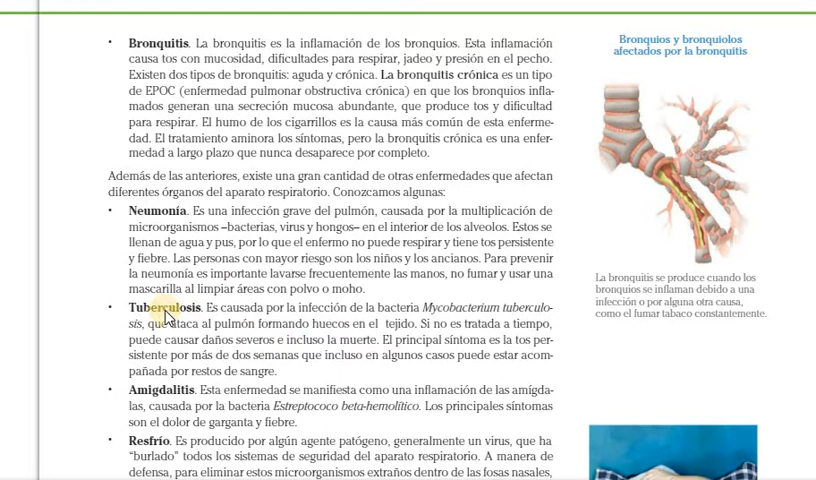 • Bronquitis. La bronquitis es la inflamación de los bronquios. Esta inflamación
causa tos con mucosidad, dificultades para respirar, jadeo y presión en el pecho.
Existen dos tipos de bronquitis: aguda y crónica. La bronquitis crónica es un tipo
de EPOC (enfermedad pulmonar obstructiva crónica) en que los bronquios infla-
mados generan una secreción mucosa abundante, que produce tos y dificultad
para respirar. El humo de los cigarrillos es la causa más común de esta enferme-
dad. El tratamiento aminora los síntomas, pero la bronquitis crónica es una enfer-
medad a largo plazo que nunca desaparece por completo.
Además de las anteriores, existe una gran cantidad de otras enfermedades que afectan
diferentes órganos del aparato respiratorio. Conozcamos algunas:
• Neumonía. Es una infección grave del pulmón, causada por la multiplicación de
microorganismos –bacterias, virus y hongos– en el interior de los alveolos. Estos se
llenan de agua y pus, por lo que el enfermo no puede respirar y tiene tos persistente
y fiebre. Las personas con mayor riesgo son los niños y los ancianos. Para prevenir
la neumonía es importante lavarse frecuentemente las manos, no fumar y usar una
mascarilla al limpiar áreas con polvo o moho.
• Tuberculosis. Es causada por la infección de la bacteria Mycobacterium tuberculo-
sis, que ataca al pulmón formando huecos en el tejido. Si no es tratada a tiempo,
puede causar daños severos e incluso la muerte. El principal síntoma es la tos per-
sistente por más de dos semanas que incluso en algunos casos puede estar acom-
pañada por restos de sangre.
• Amigdalitis. Esta enfermedad se manifiesta como una inflamación de las amígda-
las, causada por la bacteria Estreptococo beta-hemolítico. Los principales síntomas
son el dolor de garganta y fiebre.
• Resfrío. Es producido por algún agente patógeno, generalmente un virus, que ha
“burlado” todos los sistemas de seguridad del aparato respiratorio. A manera de
defensa, para eliminar estos microorganismos extraños dentro de las fosas nasales,
Bronquios y bronquiolos
afectados por la bronquitis
La bronquitis se produce cuando los
bronquios se inflaman debido a una
infección o por alguna otra causa,
como el fumar tabaco constantemente.